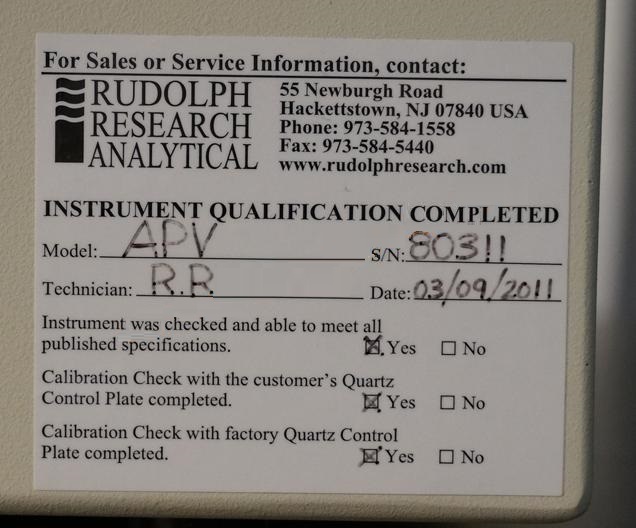 For Sales or Service Information, contact:
RUDOLPH
RESEARCH
ANALYTICAL
55 Newburgh Road
Hackettstown, NJ 07840 USA
Phone: 973-584-1558
Fax: 973-584-5440
www.rudolphresearch.com
INSTRUMENT QUALIFICATION COMPLETED
Model: APV S/N: 80311
Technician: R.R Date: 03/09/2011
Instrument was checked and able to meet all
published specifications. ☒ Yes ☐ No
Calibration Check with the customer's Quartz
Control Plate completed. ☒ Yes ☐ No
Calibration Check with factory Quartz Control
Plate completed. ☒ Yes ☐ No